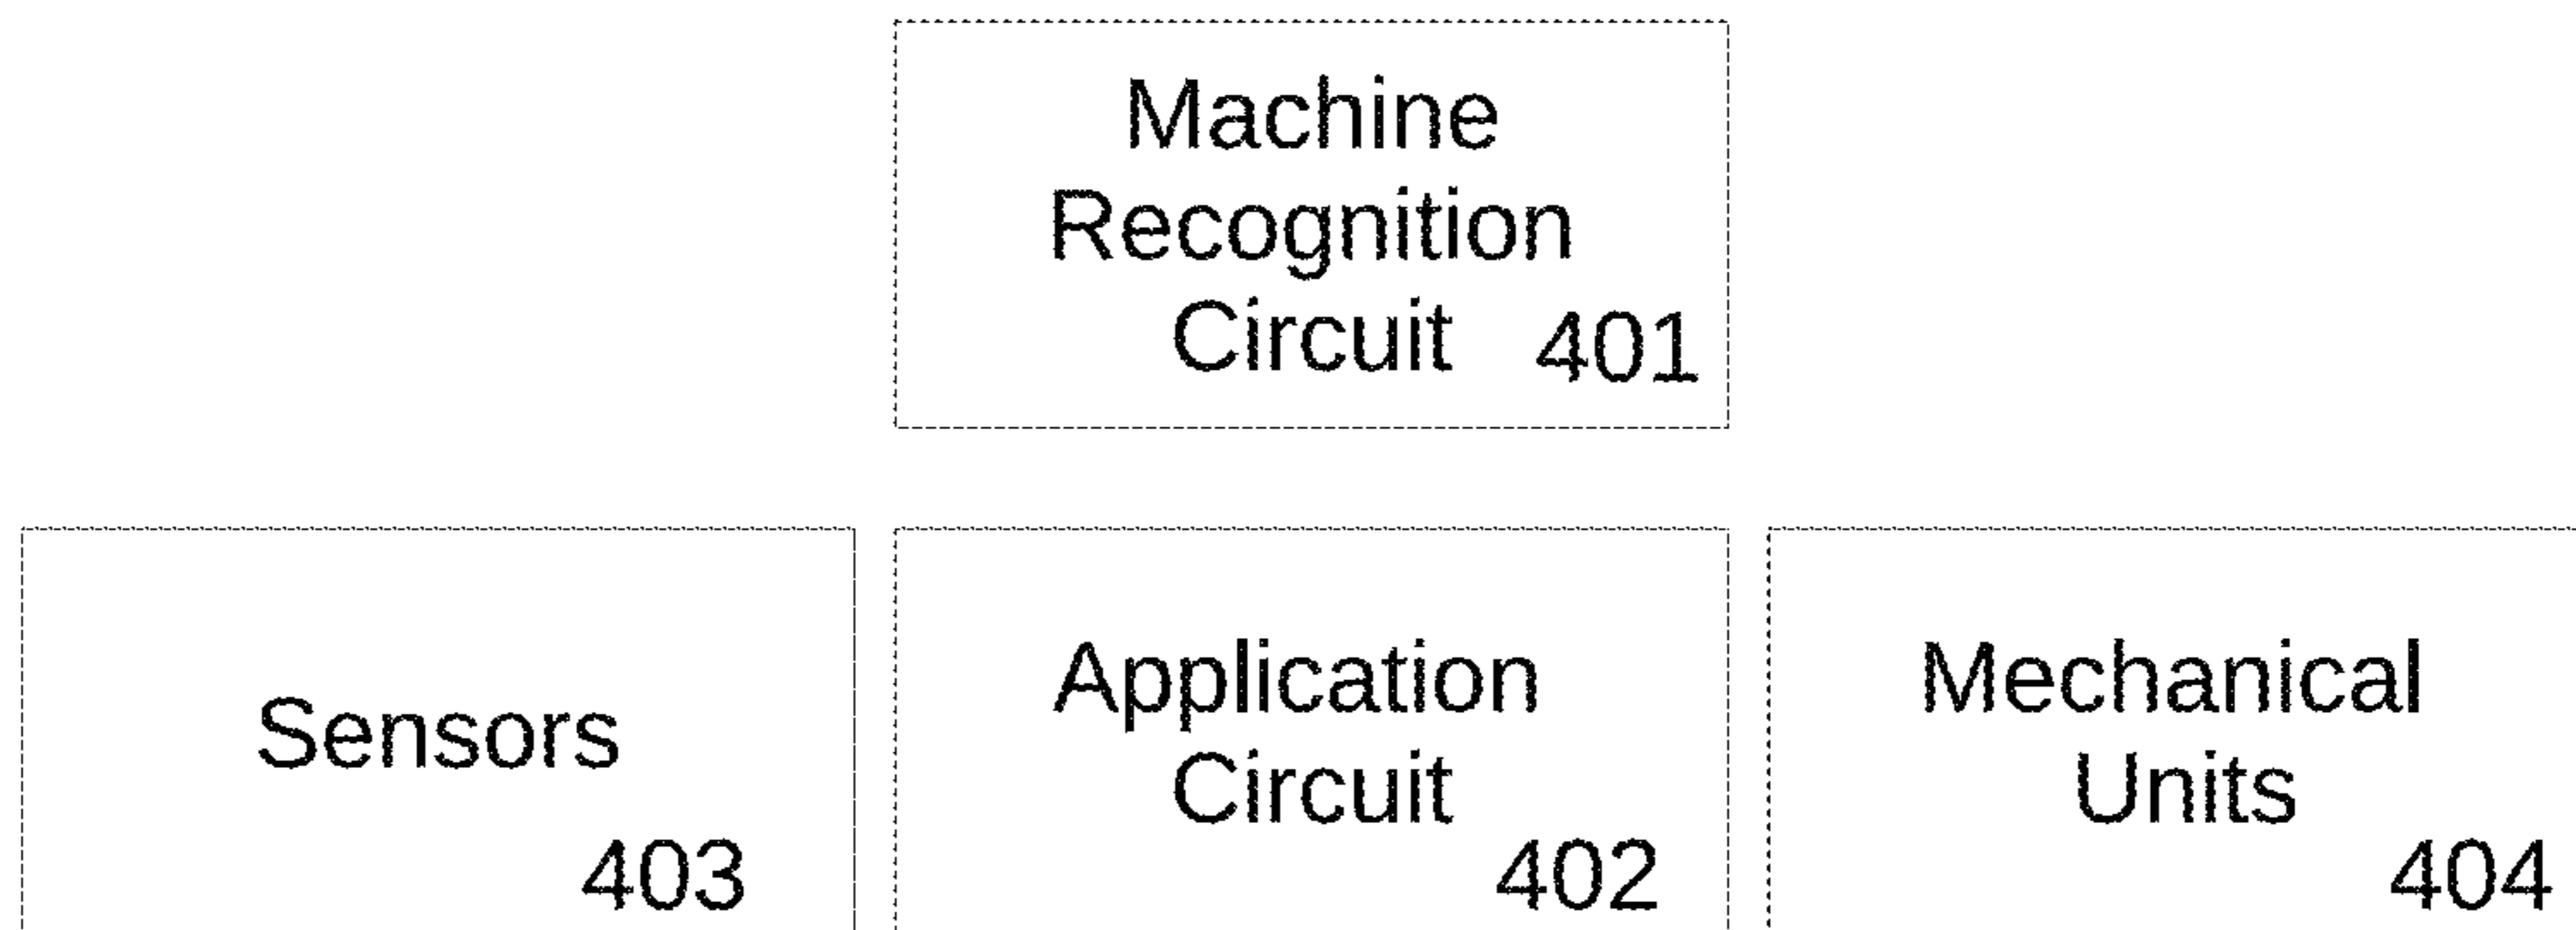 Machine
Recognition
Circuit 401
Sensors
403
Application
Circuit
402
Mechanical
Units
404